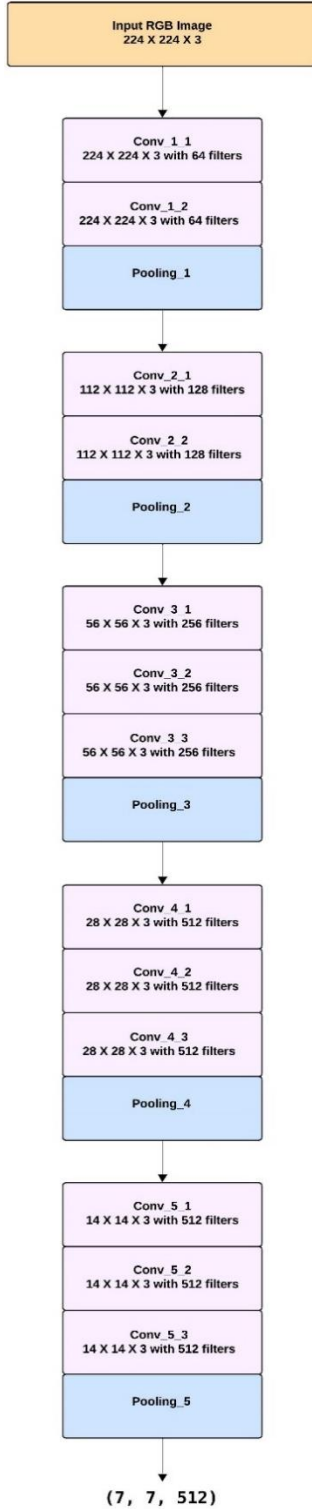 Input RGB Image
224 X 224 X 3
Conv_1_1
224 X 224 X 3 with 64 filters
Conv_1_2
224 X 224 X 3 with 64 filters
Pooling_1
Conv_2_1
112 X 112 X 3 with 128 filters
Conv_2_2
112 X 112 X 3 with 128 filters
Pooling_2
Conv_3_1
56 X 56 X 3 with 256 filters
Conv_3_2
56 X 56 X 3 with 256 filters
Conv_3_3
56 X 56 X 3 with 256 filters
Pooling_3
Conv_4_1
28 X 28 X 3 with 512 filters
Conv_4_2
28 X 28 X 3 with 512 filters
Conv_4_3
28 X 28 X 3 with 512 filters
Pooling_4
Conv_5_1
14 X 14 X 3 with 512 filters
Conv_5_2
14 X 14 X 3 with 512 filters
Conv_5_3
14 X 14 X 3 with 512 filters
Pooling_5
(7, 7, 512)